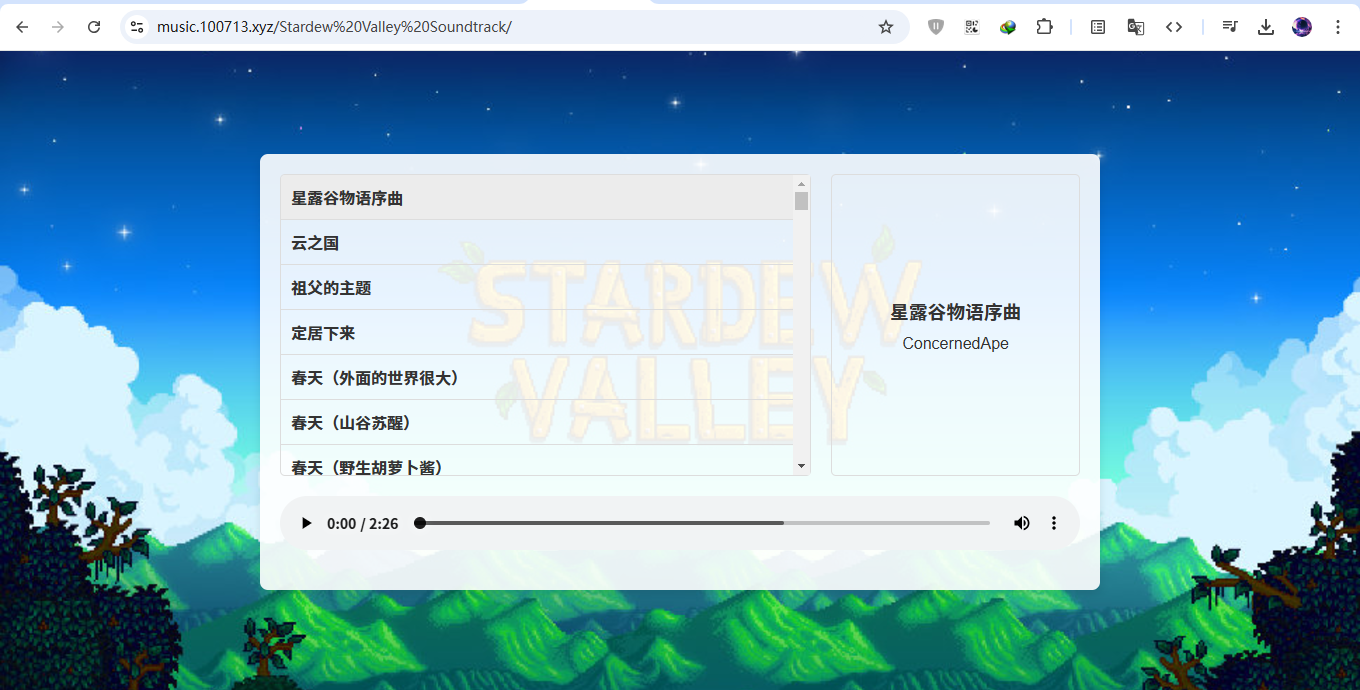 music.100713.xyz/Stardew%20Valley%20Soundtrack/
星露谷物语序曲
云之国
祖父的主题
定居下来
春天（外面的世界很大）
春天（山谷苏醒）
春天（野生胡萝卜酱）
STARDEW
VALLEY
星露谷物语序曲
ConcernedApe
0:00 / 2:26